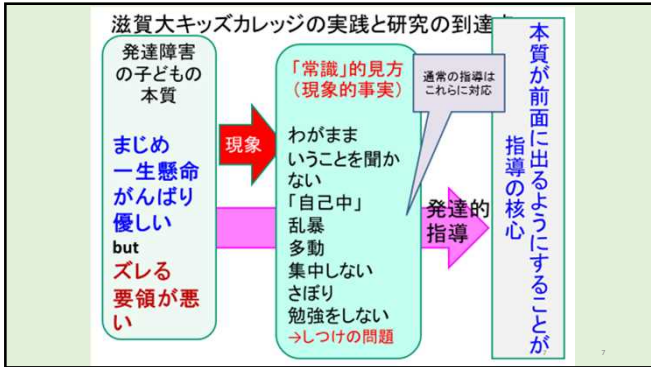 滋賀大キッズカレッジの実践と研究の到達
発達障害
の子どもの
本質
まじめ
一生懸命
がんばり
優しい
but
ズレる
要領が悪
い
現象
「常識」的見方
（現象的事実）
わがまま
いうことを聞か
ない
「自己中」
乱暴
多動
集中しない
さぼり
勉強をしない
→しつけの問題
通常の指導は
これらに対応
発達的
指導
本質が前面に出るようにすることが
指導の核心
7